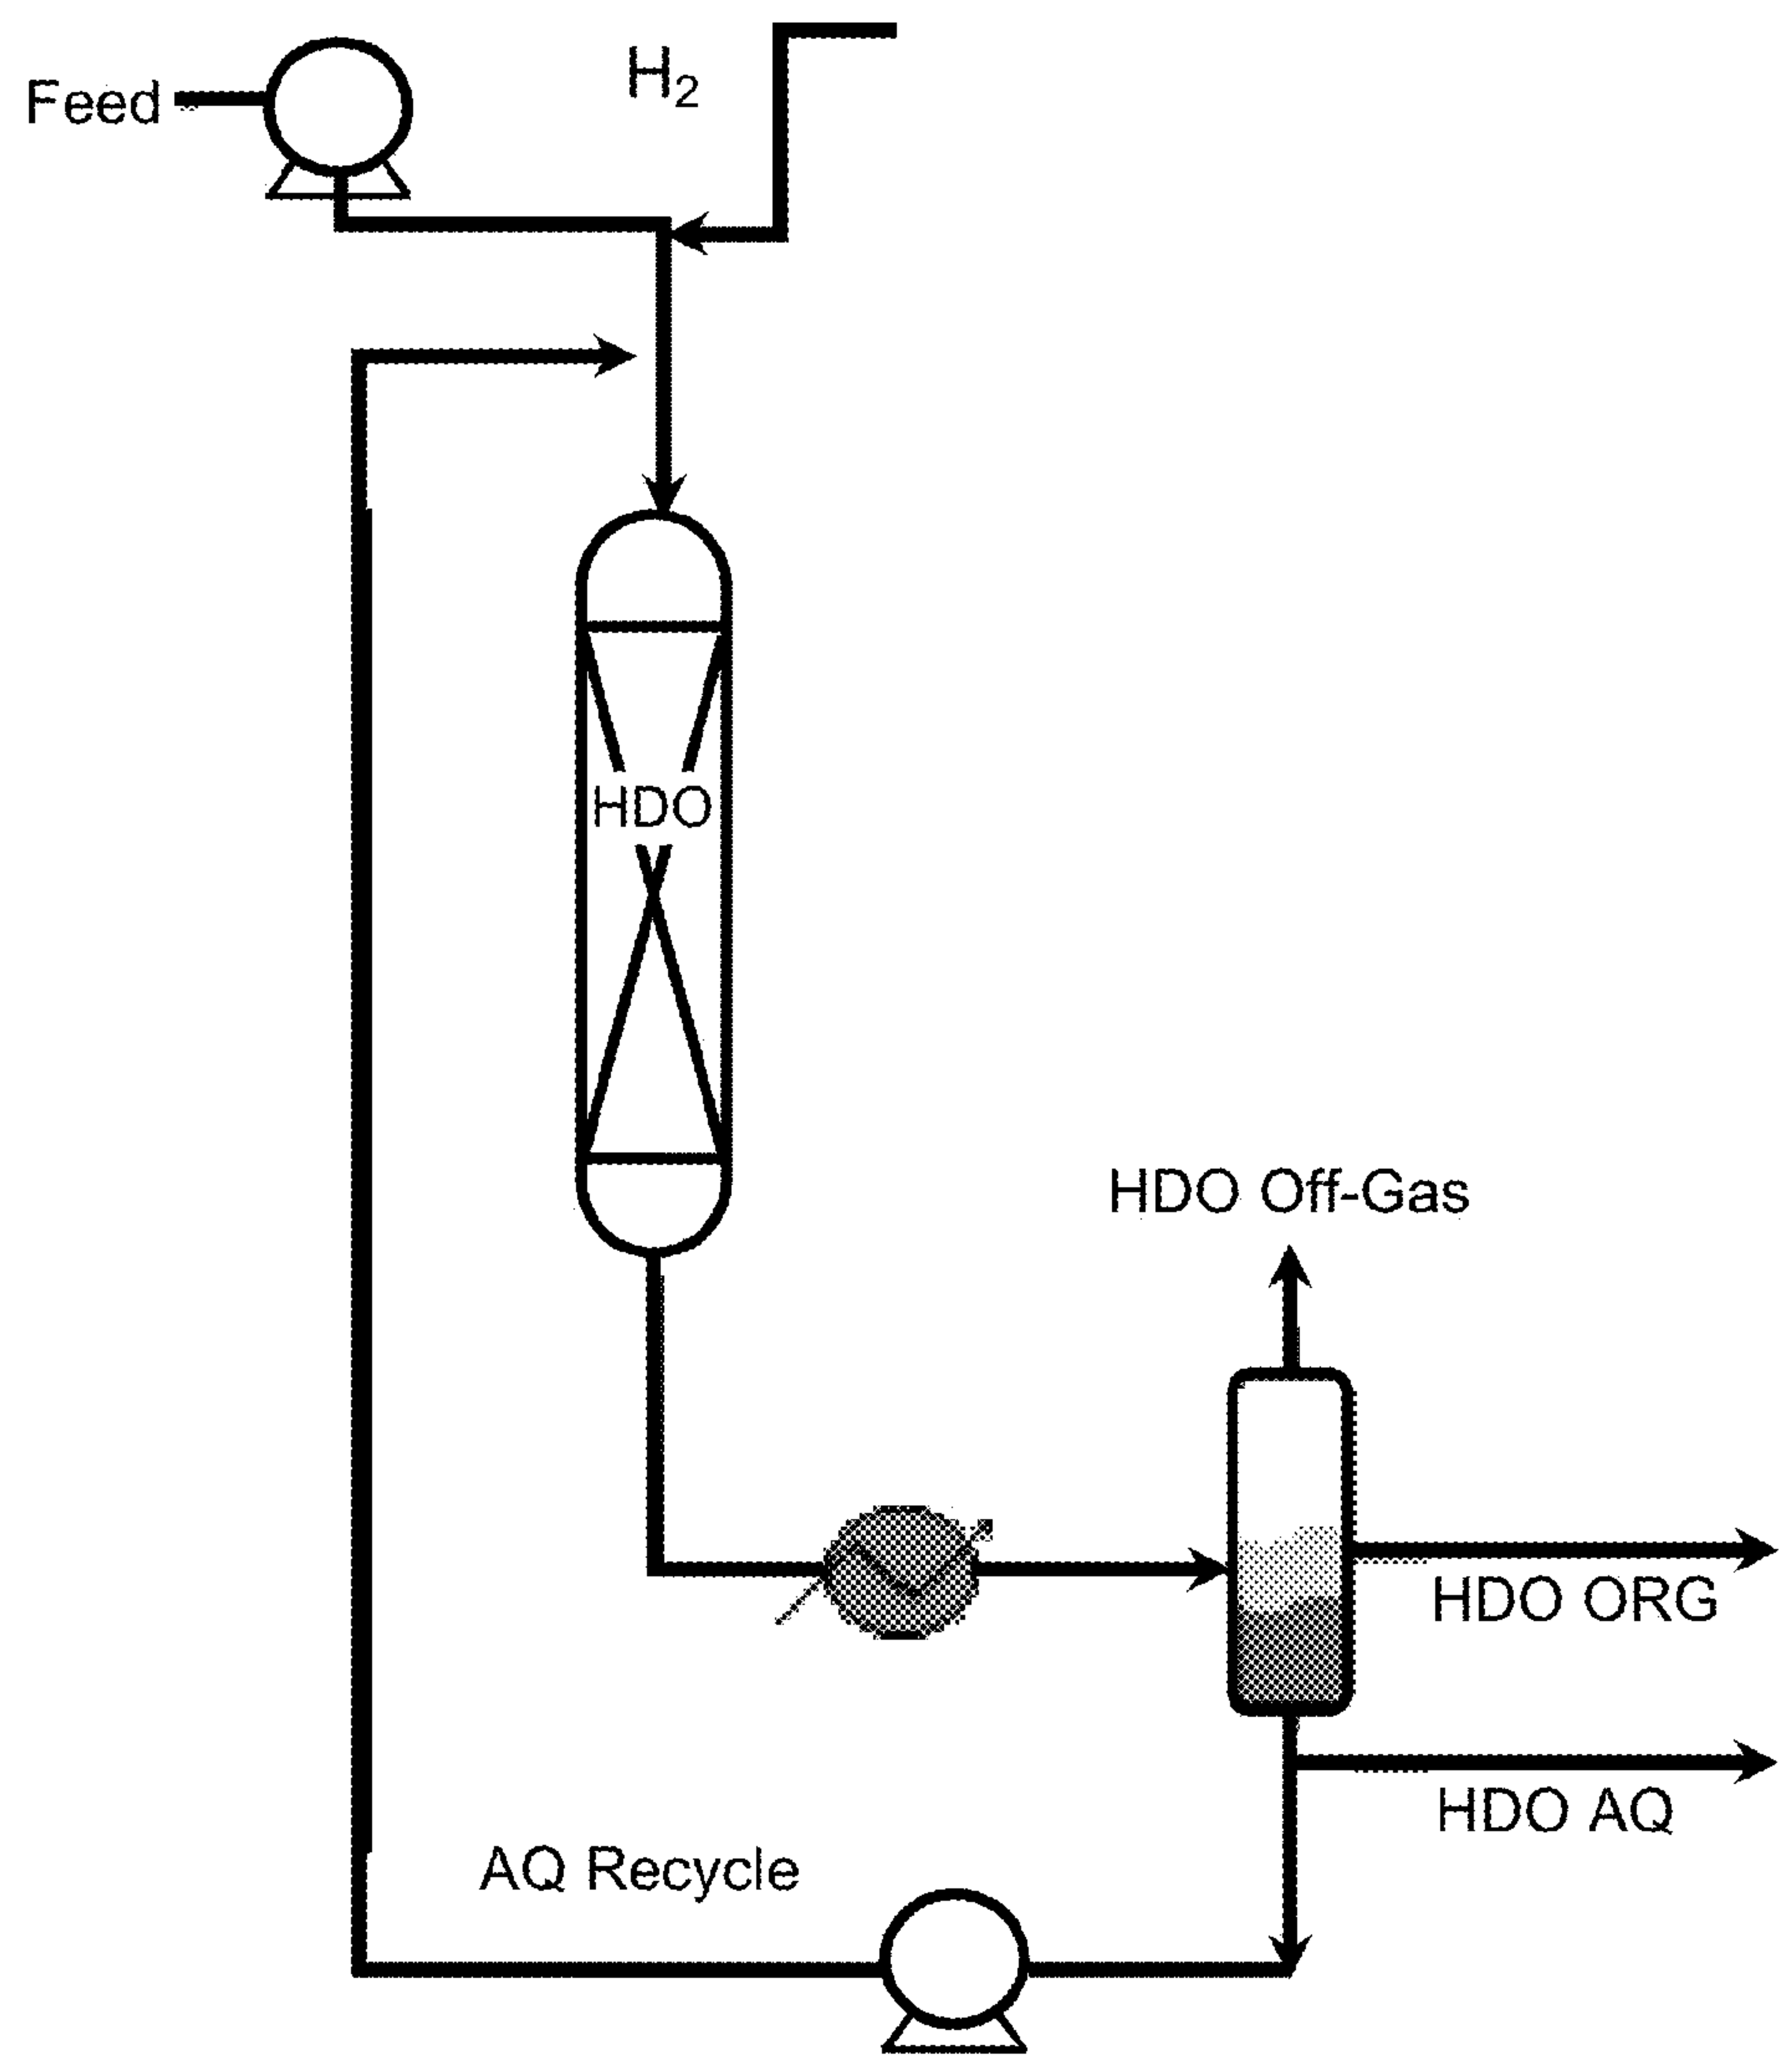 Feed
H2
HDO
HDO Off-Gas
HDO ORG
HDO AQ
AQ Recycle